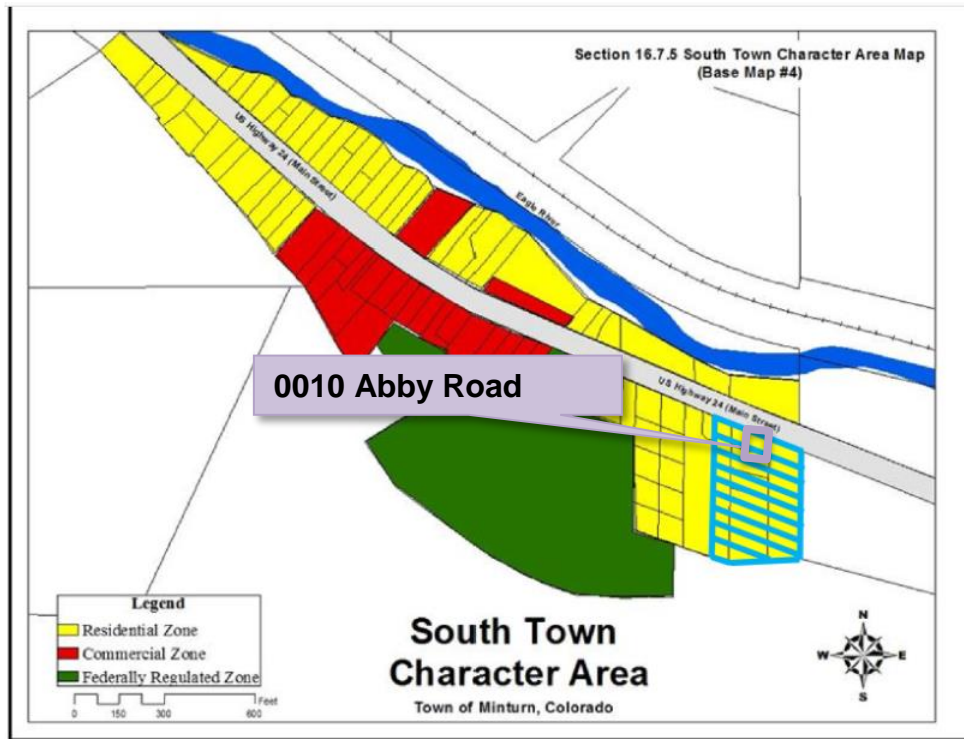 Section 16.7.5 South Town Character Area Map
(Base Map #4)
US Highway 24 (Main Street)
Eagle River
0010 Abby Road
US Highway 24 (Main Street)
Legend
Residential Zone
Commercial Zone
Federally Regulated Zone
Feet
0 150 300 600
South Town
Character Area
Town of Minturn, Colorado
N
W E
S